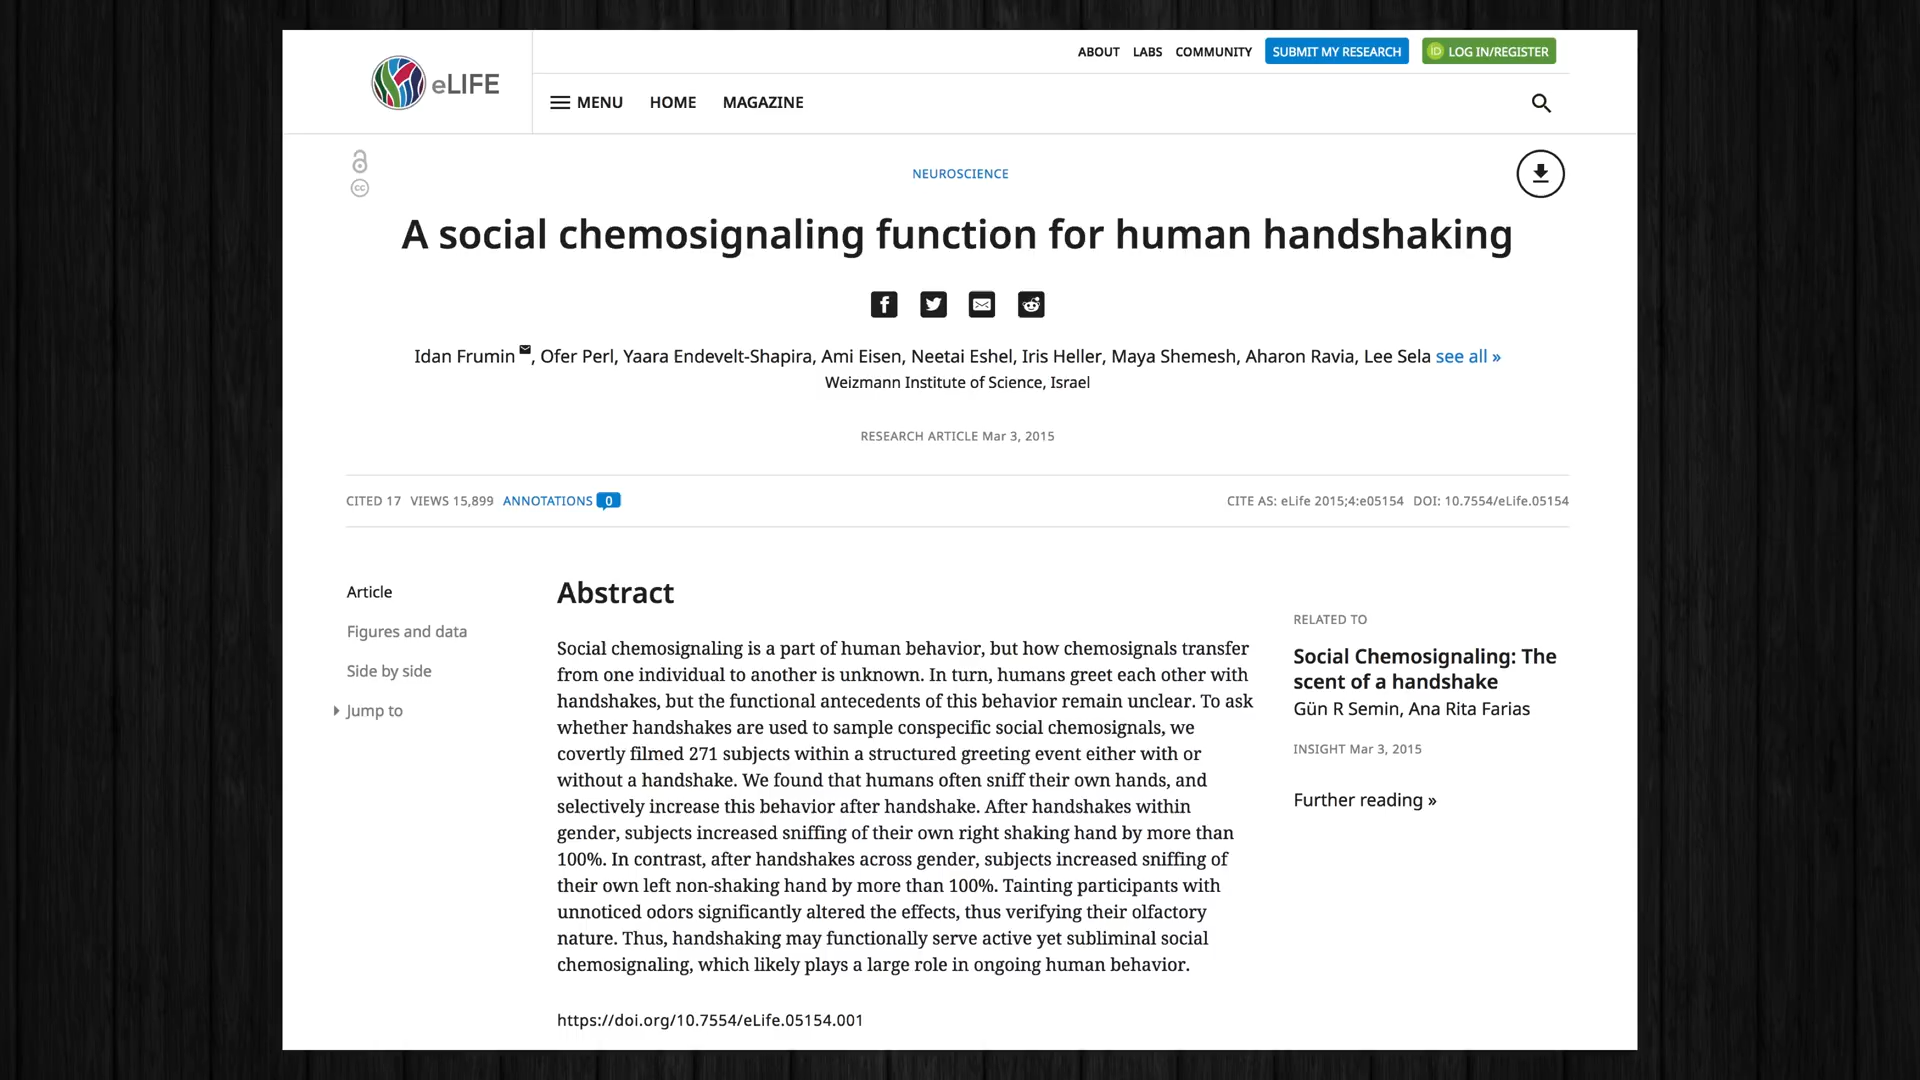 ABOUT LABS COMMUNITY SUBMIT MY RESEARCH iD LOG IN/REGISTER
eLIFE
MENU HOME MAGAZINE
cc
NEUROSCIENCE
A social chemosignaling function for human handshaking
Idan Frumin, Ofer Perl, Yaara Endevelt-Shapira, Ami Eisen, Neetai Eshel, Iris Heller, Maya Shemesh, Aharon Ravia, Lee Sela see all »
Weizmann Institute of Science, Israel
RESEARCH ARTICLE Mar 3, 2015
CITED 17 VIEWS 15,899 ANNOTATIONS 0 CITE AS: eLife 2015;4:e05154 DOI: 10.7554/eLife.05154
Article
Figures and data
Side by side
Jump to
Abstract
Social chemosignaling is a part of human behavior, but how chemosignals transfer
from one individual to another is unknown. In turn, humans greet each other with
handshakes, but the functional antecedents of this behavior remain unclear. To ask
whether handshakes are used to sample conspecific social chemosignals, we
covertly filmed 271 subjects within a structured greeting event either with or
without a handshake. We found that humans often sniff their own hands, and
selectively increase this behavior after handshake. After handshakes within
gender, subjects increased sniffing of their own right shaking hand by more than
100%. In contrast, after handshakes across gender, subjects increased sniffing of
their own left non-shaking hand by more than 100%. Tainting participants with
unnoticed odors significantly altered the effects, thus verifying their olfactory
nature. Thus, handshaking may functionally serve active yet subliminal social
chemosignaling, which likely plays a large role in ongoing human behavior.
https://doi.org/10.7554/eLife.05154.001
RELATED TO
Social Chemosignaling: The
scent of a handshake
Gün R Semin, Ana Rita Farias
INSIGHT Mar 3, 2015
Further reading »